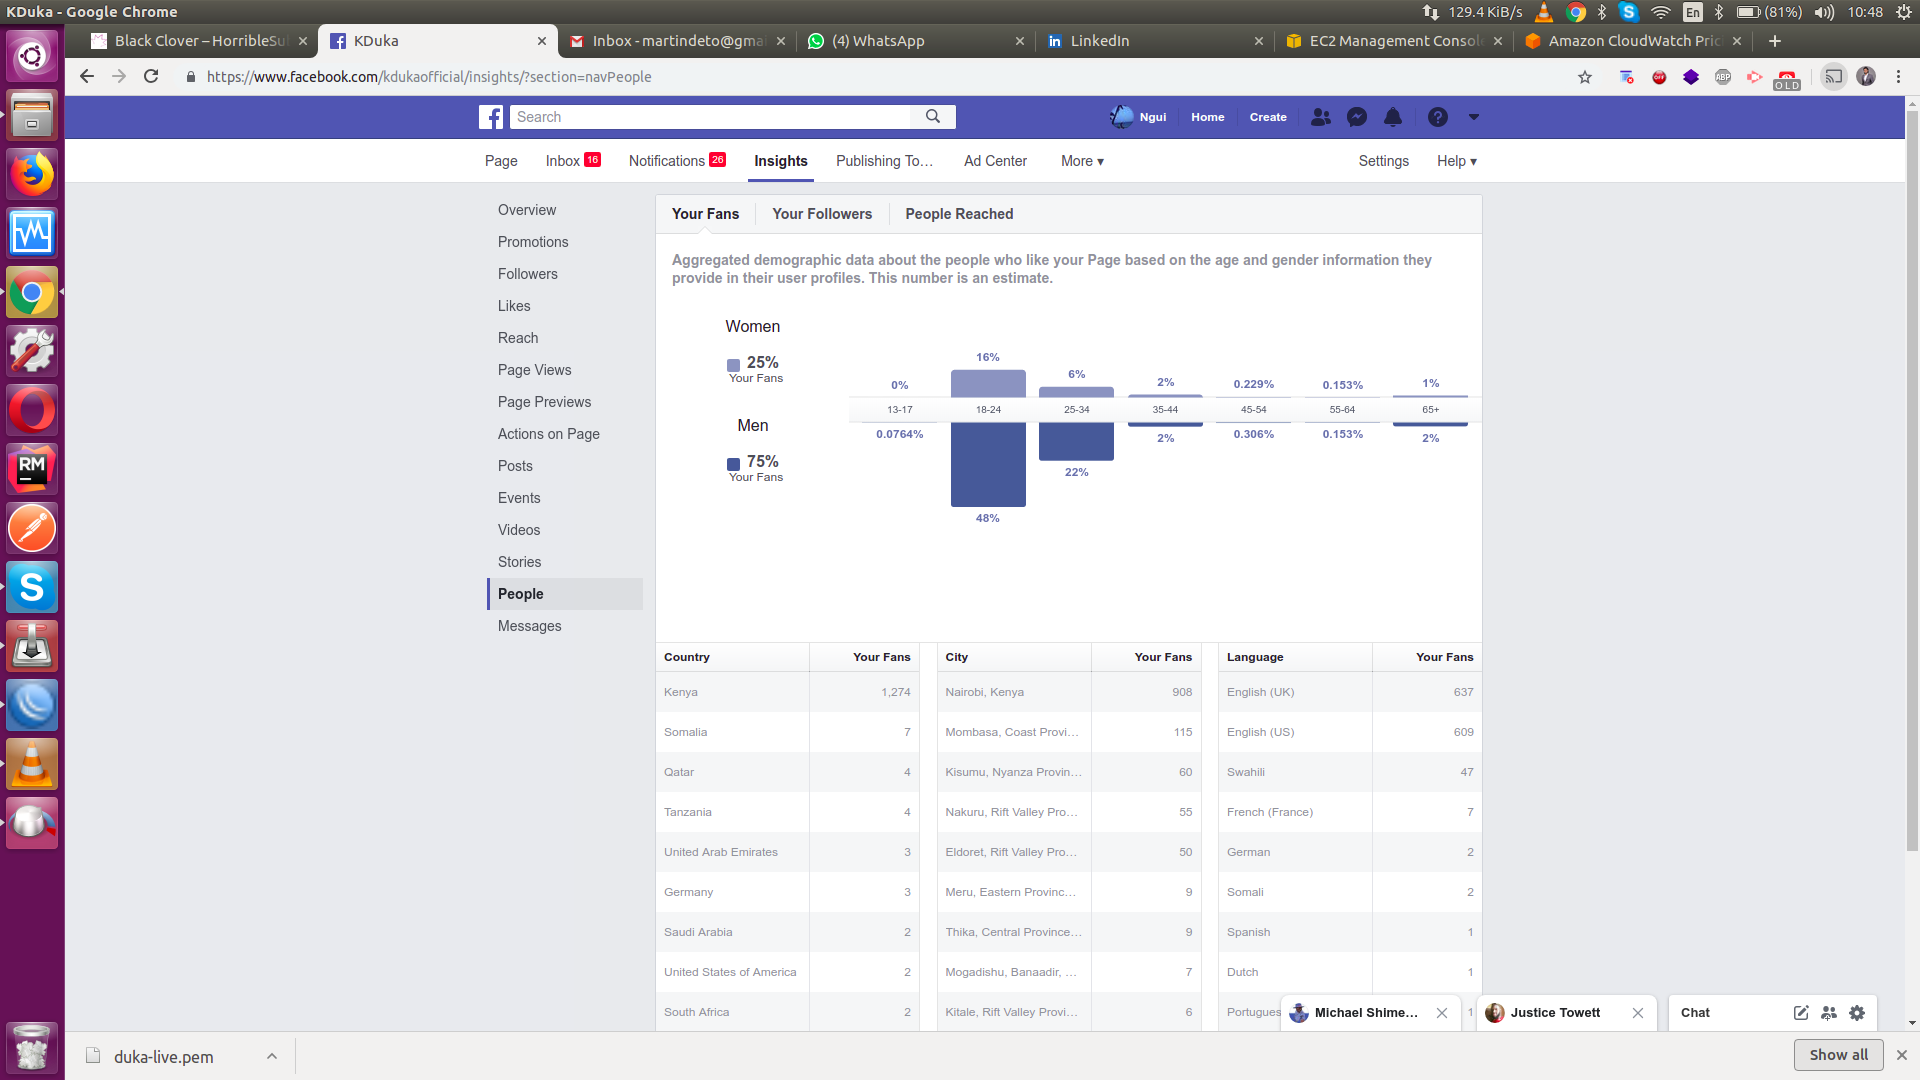 KDuka - Google Chrome
129.4 KiB/s
En
(81%)
10:48
Black Clover – HorribleSu
KDuka
Inbox - martindeto@gmai
(4) WhatsApp
LinkedIn
EC2 Management Consol
Amazon CloudWatch Pric
https://www.facebook.com/kdukaofficial/insights/?section=navPeople
OFF
ABP
OLD
Search
Ngui
Home
Create
Page
Inbox 16
Notifications 26
Insights
Publishing To…
Ad Center
More ▾
Settings
Help ▾
Overview
Promotions
Followers
Likes
Reach
Page Views
Page Previews
Actions on Page
Posts
Events
Videos
Stories
People
Messages
Your Fans
Your Followers
People Reached
Aggregated demographic data about the people who like your Page based on the age and gender information they
provide in their user profiles. This number is an estimate.
Women
25%
Your Fans
Men
75%
Your Fans
0% 16% 6% 2% 0.229% 0.153% 1%
13-17 18-24 25-34 35-44 45-54 55-64 65+
0.0764% 48% 22% 2% 0.306% 0.153% 2%
Country Your Fans City Your Fans Language Your Fans
Kenya 1,274 Nairobi, Kenya 908 English (UK) 637
Somalia 7 Mombasa, Coast Provi… 115 English (US) 609
Qatar 4 Kisumu, Nyanza Provin… 60 Swahili 47
Tanzania 4 Nakuru, Rift Valley Pro… 55 French (France) 7
United Arab Emirates 3 Eldoret, Rift Valley Pro… 50 German 2
Germany 3 Meru, Eastern Provinc… 9 Somali 2
Saudi Arabia 2 Thika, Central Province… 9 Spanish 1
United States of America 2 Mogadishu, Banaadir, … 7 Dutch 1
South Africa 2 Kitale, Rift Valley Provi… 6 Portugues 1
Michael Shime…
Justice Towett
Chat
RM
duka-live.pem
Show all